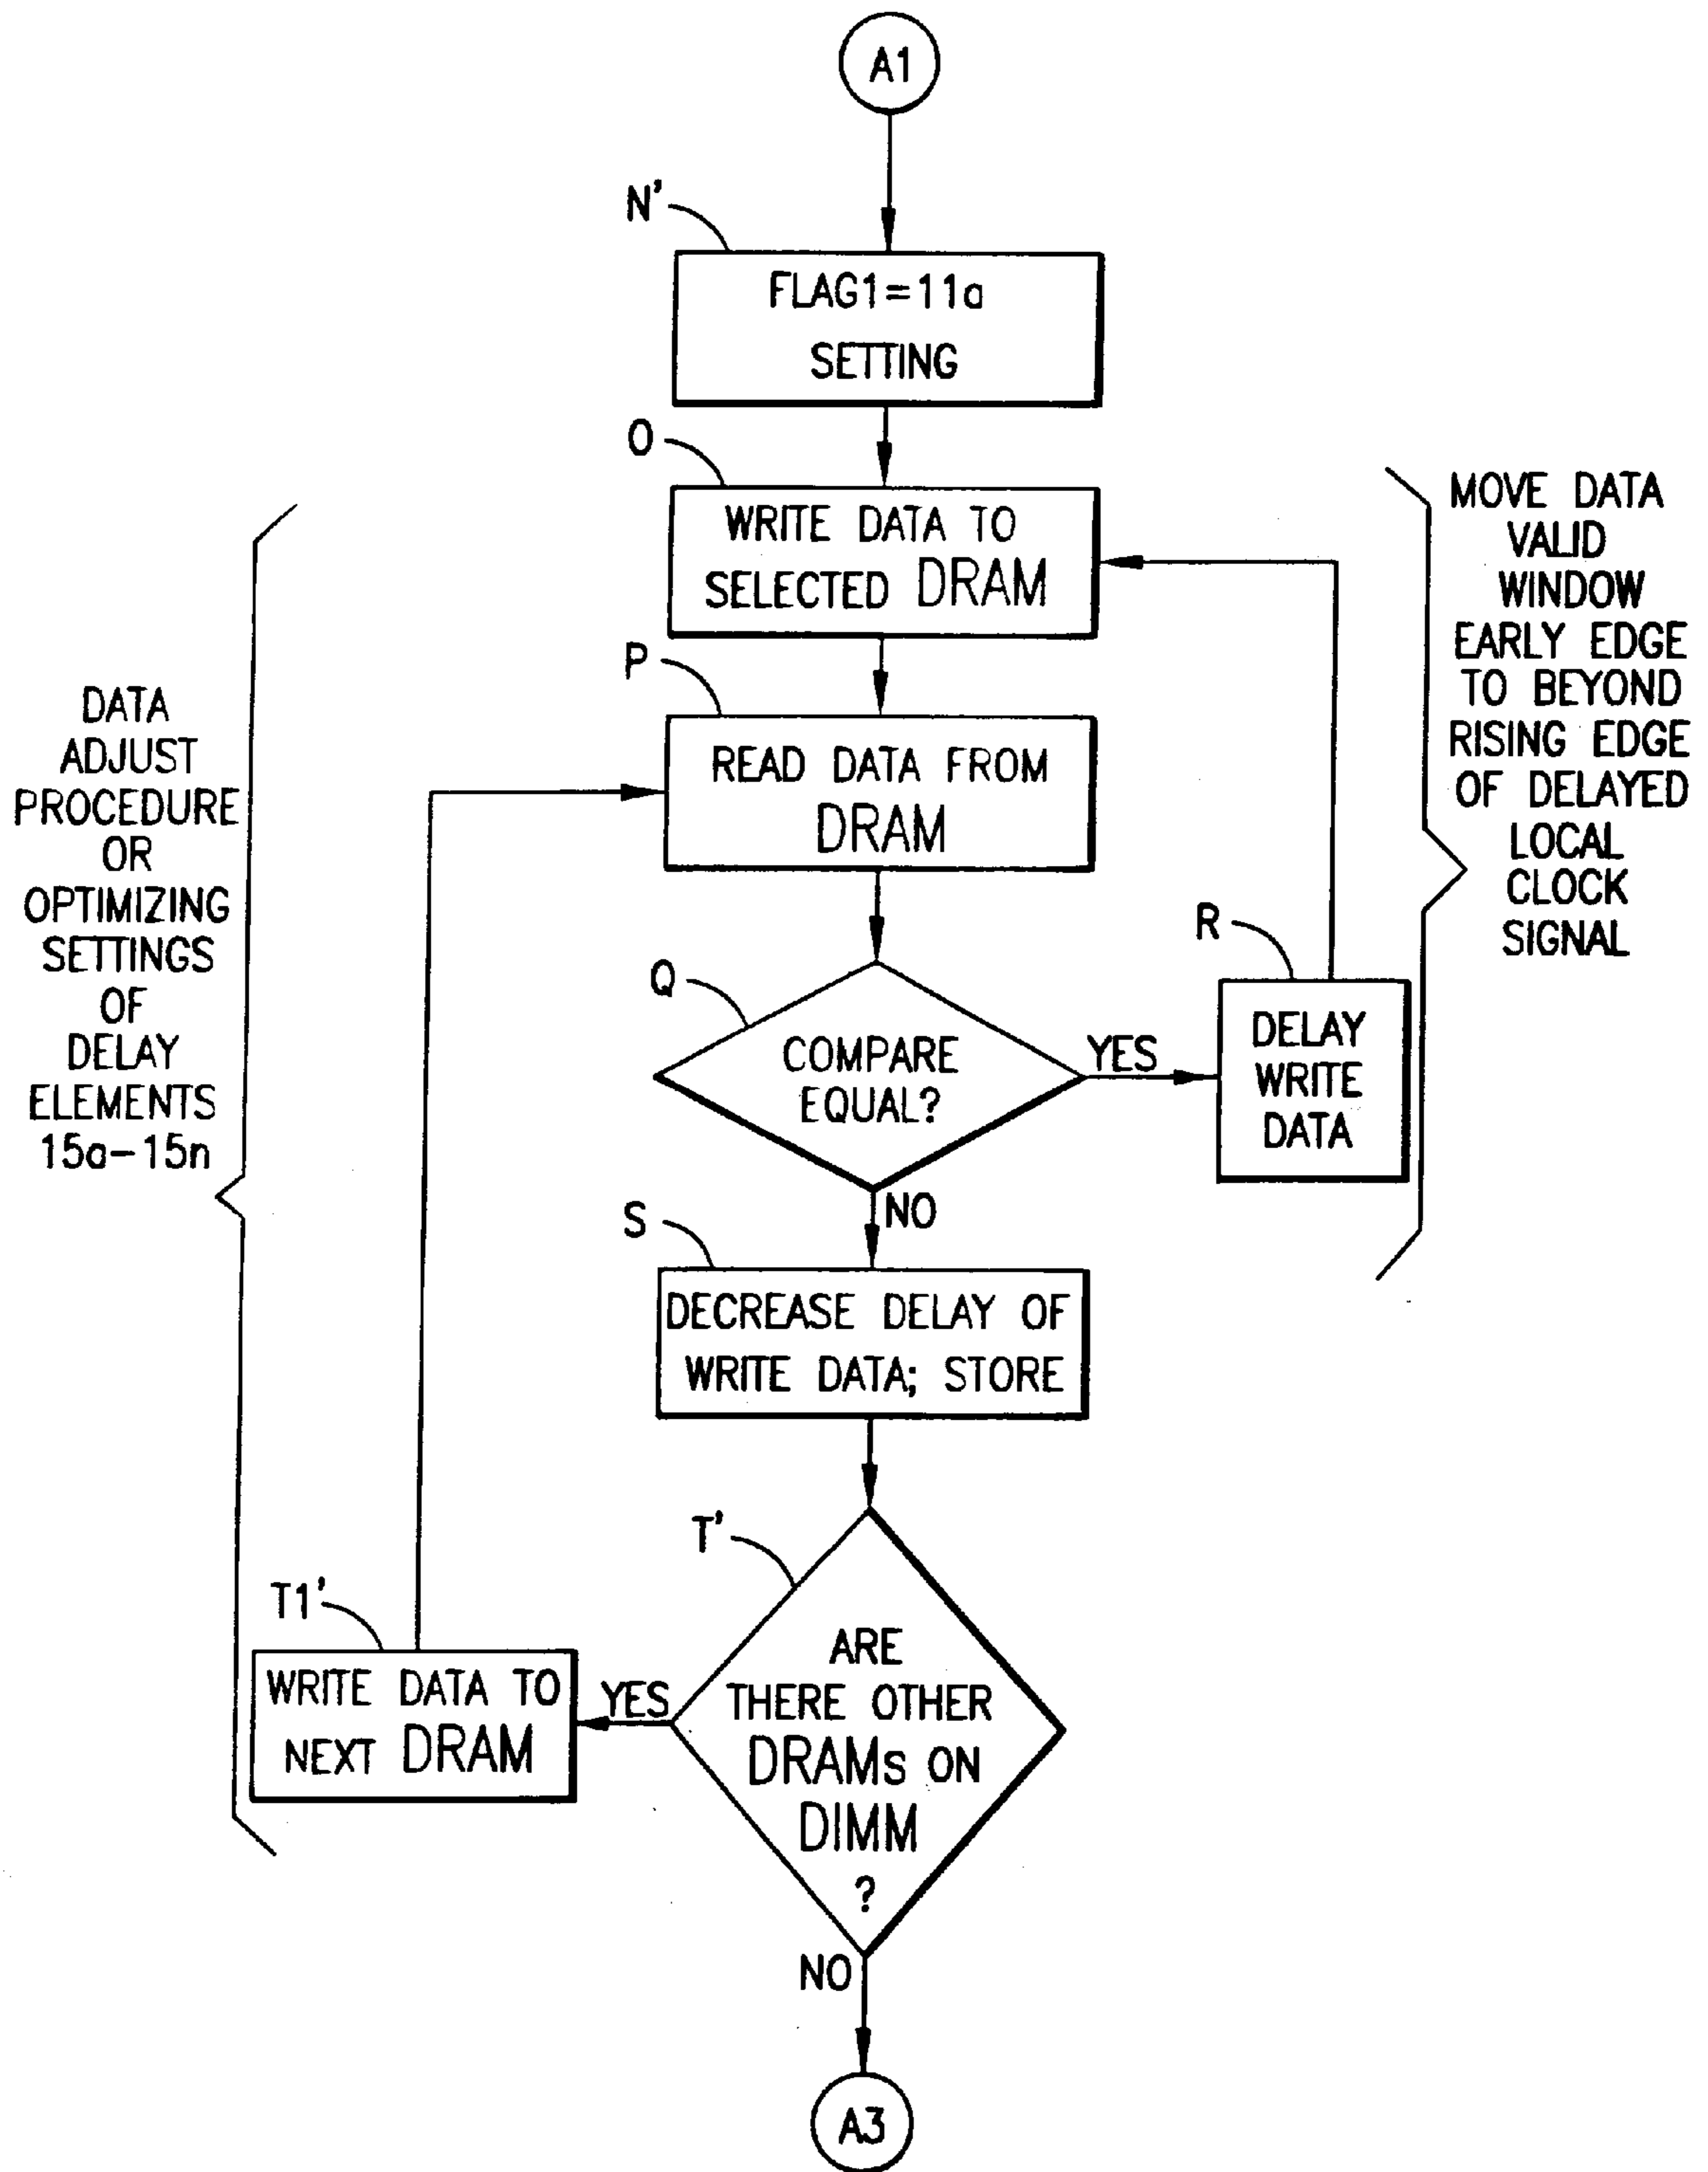 A1
N'
FLAG1=11a
SETTING
O
WRITE DATA TO
SELECTED DRAM
P
READ DATA FROM
DRAM
Q
COMPARE
EQUAL?
YES
R
DELAY
WRITE
DATA
NO
S
DECREASE DELAY OF
WRITE DATA; STORE
T'
ARE
THERE OTHER
DRAMs ON
DIMM
?
YES
T1'
WRITE DATA TO
NEXT DRAM
NO
A3
DATA
ADJUST
PROCEDURE
OR
OPTIMIZING
SETTINGS
OF
DELAY
ELEMENTS
15a-15n
MOVE DATA
VALID
WINDOW
EARLY EDGE
TO BEYOND
RISING EDGE
OF DELAYED
LOCAL
CLOCK
SIGNAL